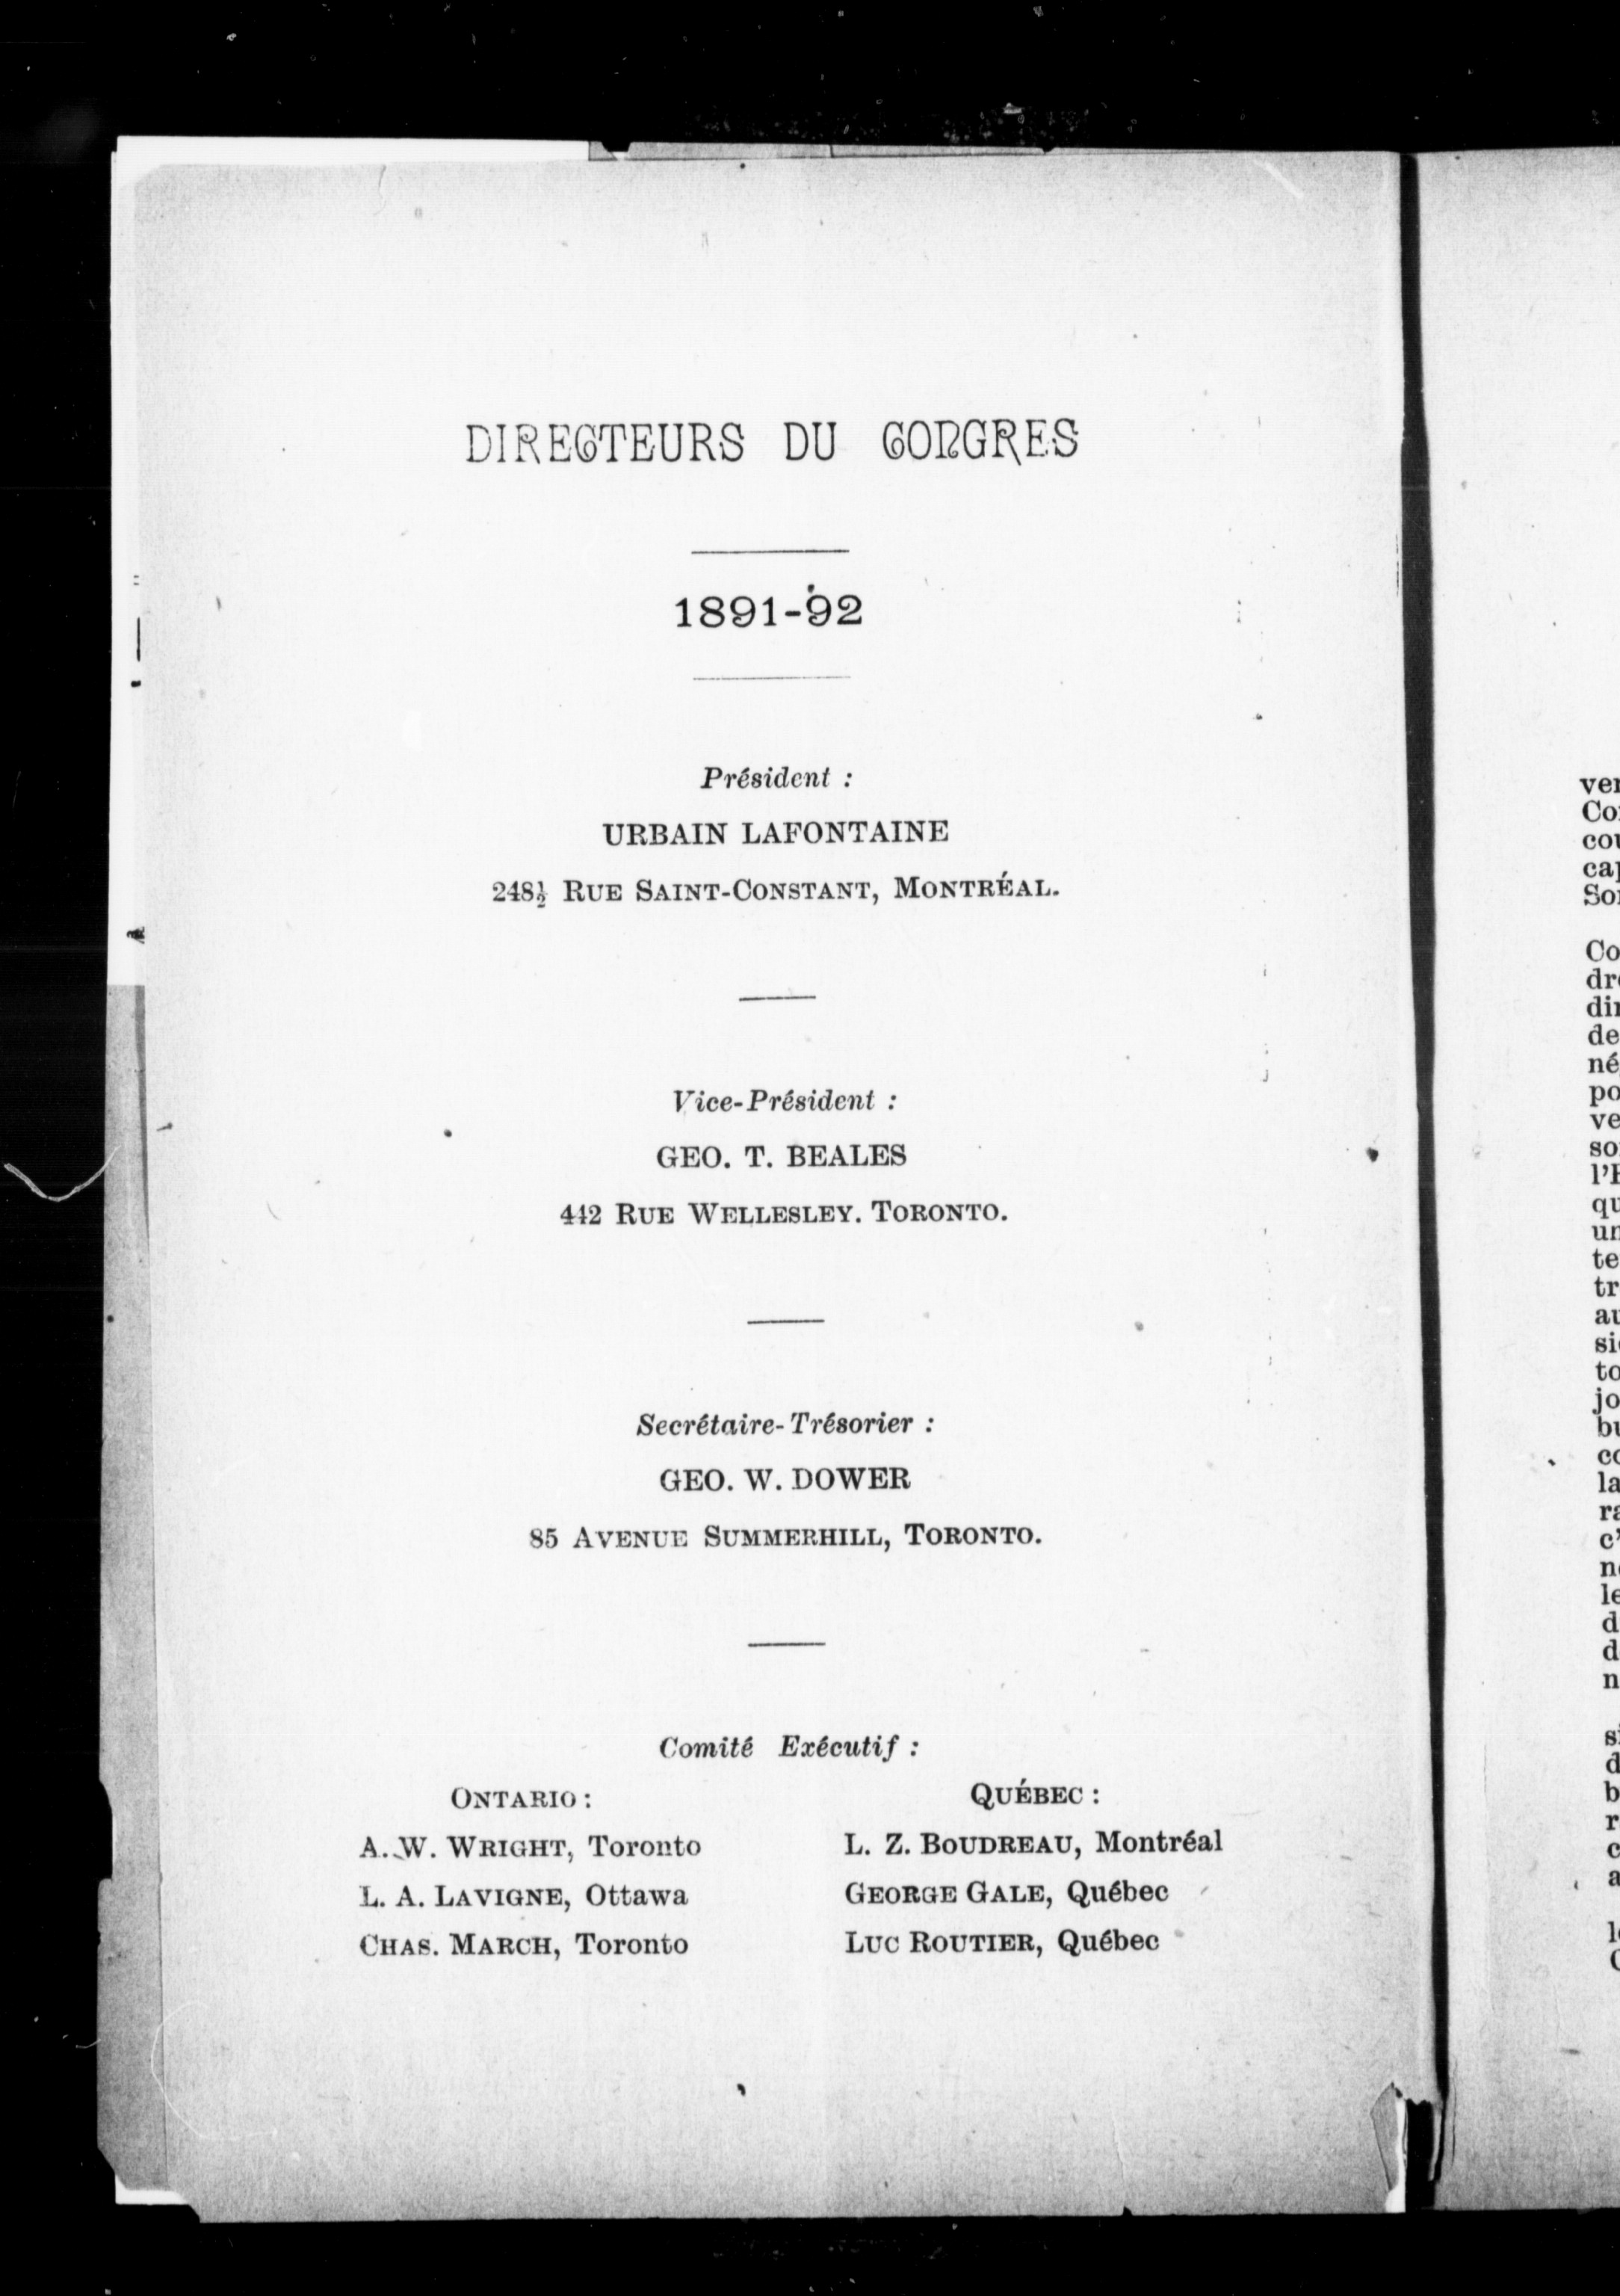 DIRECTEURS DU CONGRES
1891-92
Président :
URBAIN LAFONTAINE
248½ RUE SAINT-CONSTANT, MONTRÉAL.
Vice-Président :
GEO. T. BEALES
442 RUE WELLESLEY. TORONTO.
Secrétaire-Trésorier :
GEO. W. DOWER
85 AVENUE SUMMERHILL, TORONTO.
Comité Exécutif :
ONTARIO :
A. W. WRIGHT, Toronto
L. A. LAVIGNE, Ottawa
CHAS. MARCH, Toronto
QUÉBEC :
L. Z. BOUDREAU, Montréal
GEORGE GALE, Québec
LUC ROUTIER, Québec